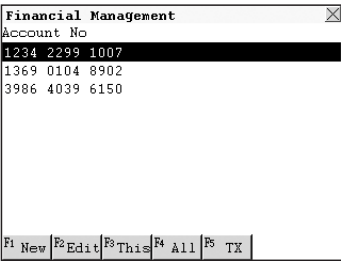 Financial Management
Account No
1234 2299 1007
1369 0104 8902
3986 4039 6150
F1 New F2 Edit F3 This F4 All F5 TX